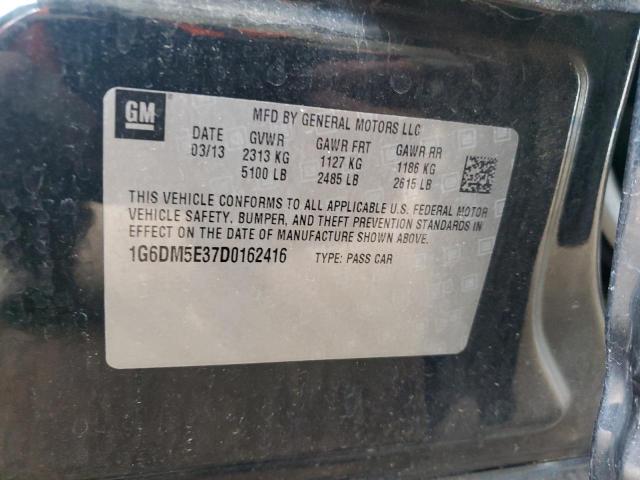 GM
MFD BY GENERAL MOTORS LLC
DATE GVWR GAWR FRT GAWR RR
03/13 2313 KG 1127 KG 1186 KG
5100 LB 2485 LB 2615 LB
THIS VEHICLE CONFORMS TO ALL APPLICABLE U.S. FEDERAL MOTOR
VEHICLE SAFETY, BUMPER, AND THEFT PREVENTION STANDARDS IN
EFFECT ON THE DATE OF MANUFACTURE SHOWN ABOVE.
1G6DM5E37D0162416 TYPE: PASS CAR